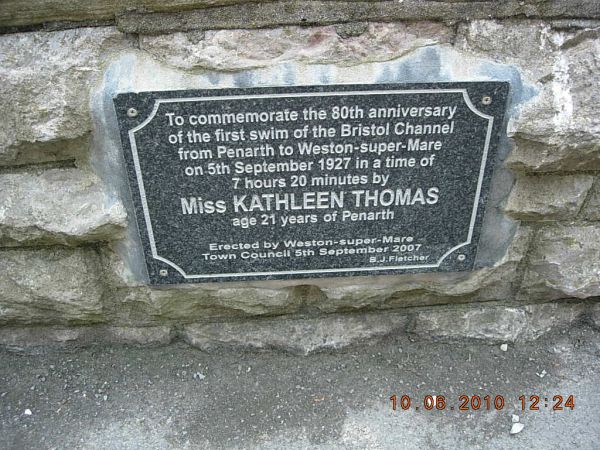 To commemorate the 80th anniversary
of the first swim of the Bristol Channel
from Penarth to Weston-super-Mare
on 5th September 1927 in a time of
7 hours 20 minutes by
Miss KATHLEEN THOMAS
age 21 years of Penarth
Erected by Weston-super-Mare
Town Council 5th September 2007
B.J.Fletcher
10.06.2010 12:24